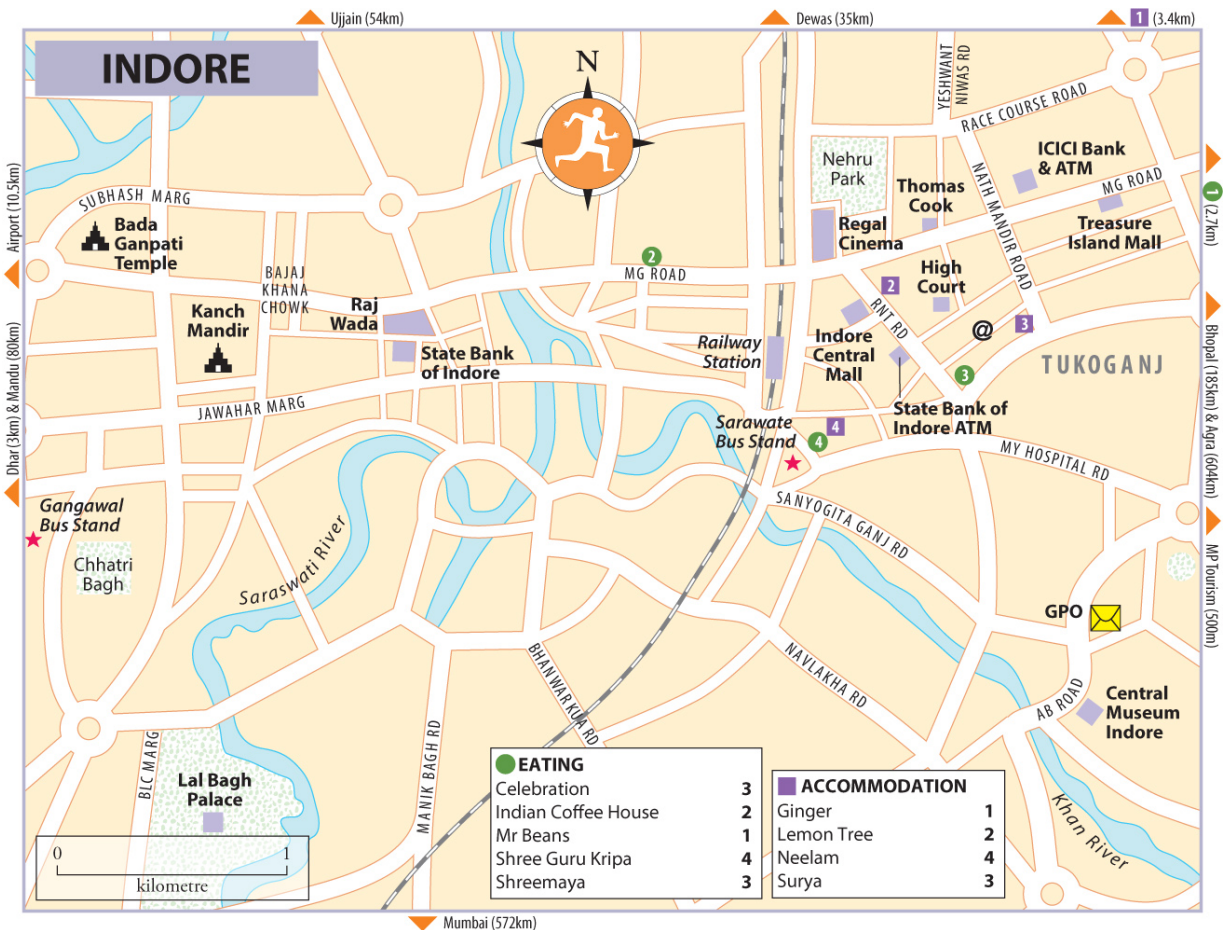 Ujjain (54km)
Dewas (35km)
1 (3.4km)
INDORE
N
YESHWANT
NIWAS RD
RACE COURSE ROAD
ICICI Bank
& ATM
MG ROAD
Nehru
Park
Thomas
Cook
NATH MANDIR ROAD
Treasure
Island Mall
1 (2.7km)
Airport (10.5km)
SUBHASH MARG
Bada
Ganpati
Temple
Regal
Cinema
2
MG ROAD
BAJAJ
KHANA
CHOWK
High
Court
2
RNT RD
Raj
Wada
Kanch
Mandir
State Bank
of Indore
Railway
Station
Indore
Central
Mall
@
3
TUKOGANJ
3
Bhopal (185km) & Agra (604km)
Dhar (3km) & Mandu (80km)
JAWAHAR MARG
State Bank of
Indore ATM
Sarawate
Bus Stand
4
4
MY HOSPITAL RD
Gangawal
Bus Stand
SANYOGITA GANJ RD
Chhatri
Bagh
Saraswati River
MP Tourism (500m)
GPO
BHANWARKUA RD
NAVLAKHA RD
AB ROAD
Central
Museum
Indore
BLC MARG
MANIK BAGH RD
Lal Bagh
Palace
Khan River
EATING
Celebration 3
Indian Coffee House 2
Mr Beans 1
Shree Guru Kripa 4
Shreemaya 3
ACCOMMODATION
Ginger 1
Lemon Tree 2
Neelam 4
Surya 3
0 1
kilometre
Mumbai (572km)